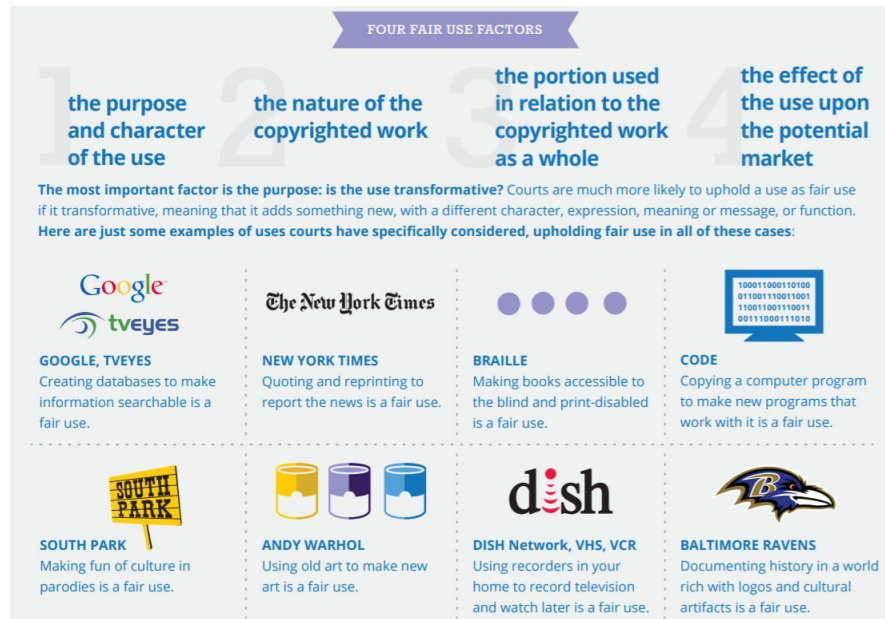 FOUR FAIR USE FACTORS
1
the purpose
and character
of the use
2
the nature of the
copyrighted work
3
the portion used
in relation to the
copyrighted work
as a whole
4
the effect of
the use upon
the potential
market
The most important factor is the purpose: is the use transformative? Courts are much more likely to uphold a use as fair use
if it transformative, meaning that it adds something new, with a different character, expression, meaning or message, or function.
Here are just some examples of uses courts have specifically considered, upholding fair use in all of these cases:
Google
tveyes
GOOGLE, TVEYES
Creating databases to make
information searchable is a
fair use.
The New York Times
NEW YORK TIMES
Quoting and reprinting to
report the news is a fair use.
BRAILLE
Making books accessible to
the blind and print-disabled
is a fair use.
100011000110100
011001110011001
110011001110011
00111000111010
CODE
Copying a computer program
to make new programs that
work with it is a fair use.
SOUTH
PARK
SOUTH PARK
Making fun of culture in
parodies is a fair use.
ANDY WARHOL
Using old art to make new
art is a fair use.
dish
DISH Network, VHS, VCR
Using recorders in your
home to record television
and watch later is a fair use.
B
BALTIMORE RAVENS
Documenting history in a world
rich with logos and cultural
artifacts is a fair use.